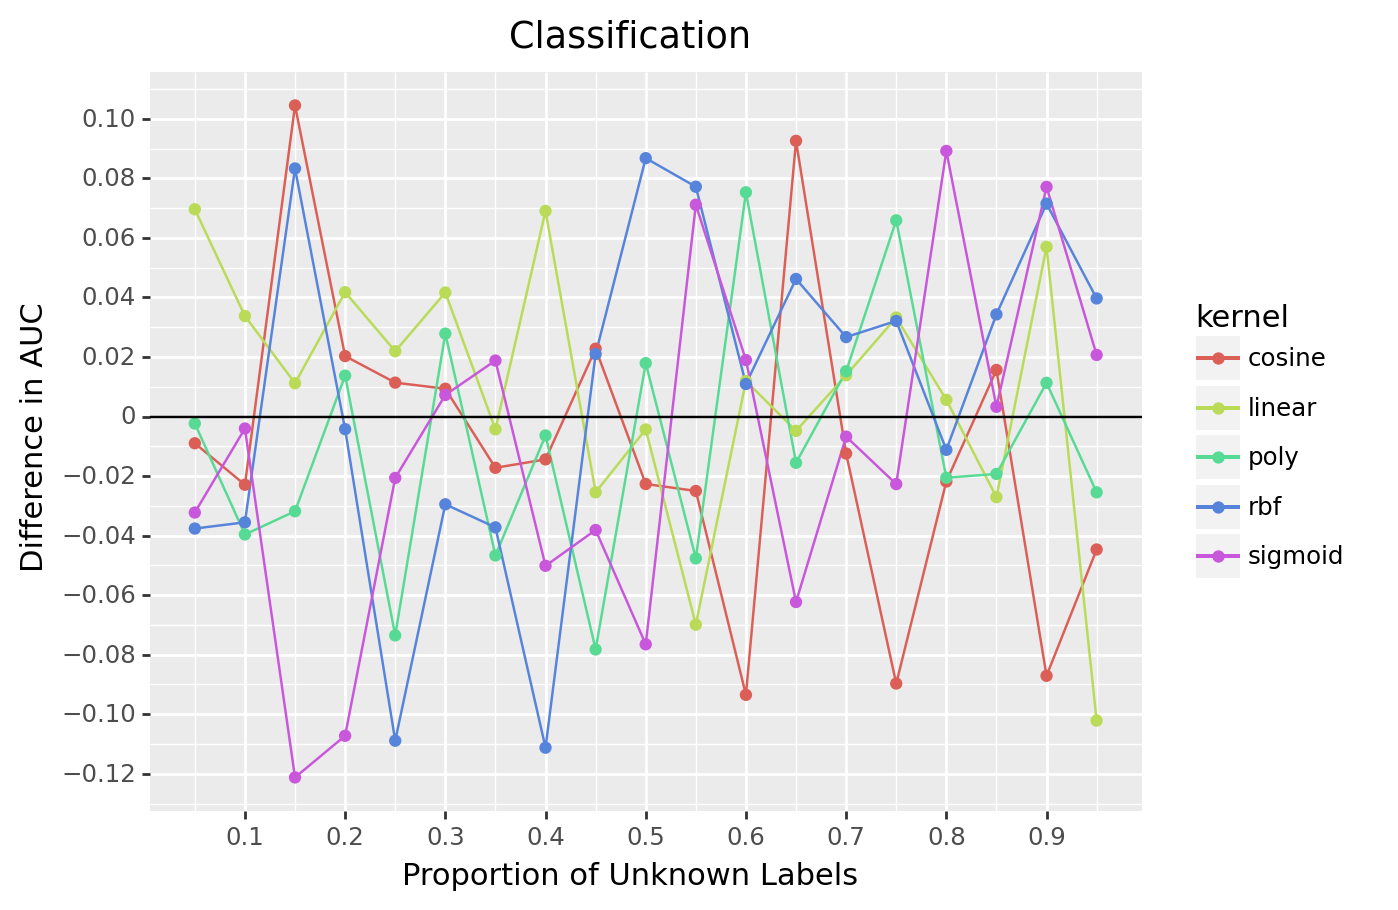 Classification
Difference in AUC
0.10
0.08
0.06
0.04
0.02
0
−0.02
−0.04
−0.06
−0.08
−0.10
−0.12
0.1 0.2 0.3 0.4 0.5 0.6 0.7 0.8 0.9
Proportion of Unknown Labels
kernel
cosine
linear
poly
rbf
sigmoid